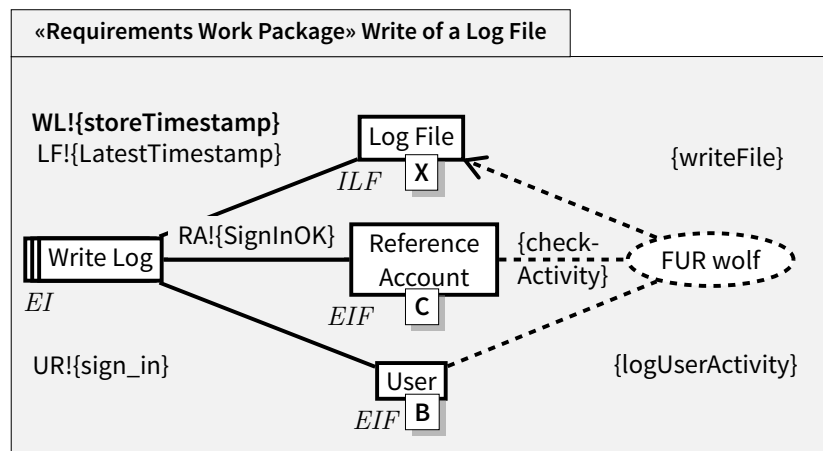 «Requirements Work Package» Write of a Log File
WL!{storeTimestamp}
LF!{LatestTimestamp}
Log File
X
ILF
{writeFile}
Write Log
EI
RA!{SignInOK}
Reference
Account
C
EIF
{check-
Activity}
FUR wolf
UR!{sign_in}
User
B
EIF
{logUserActivity}